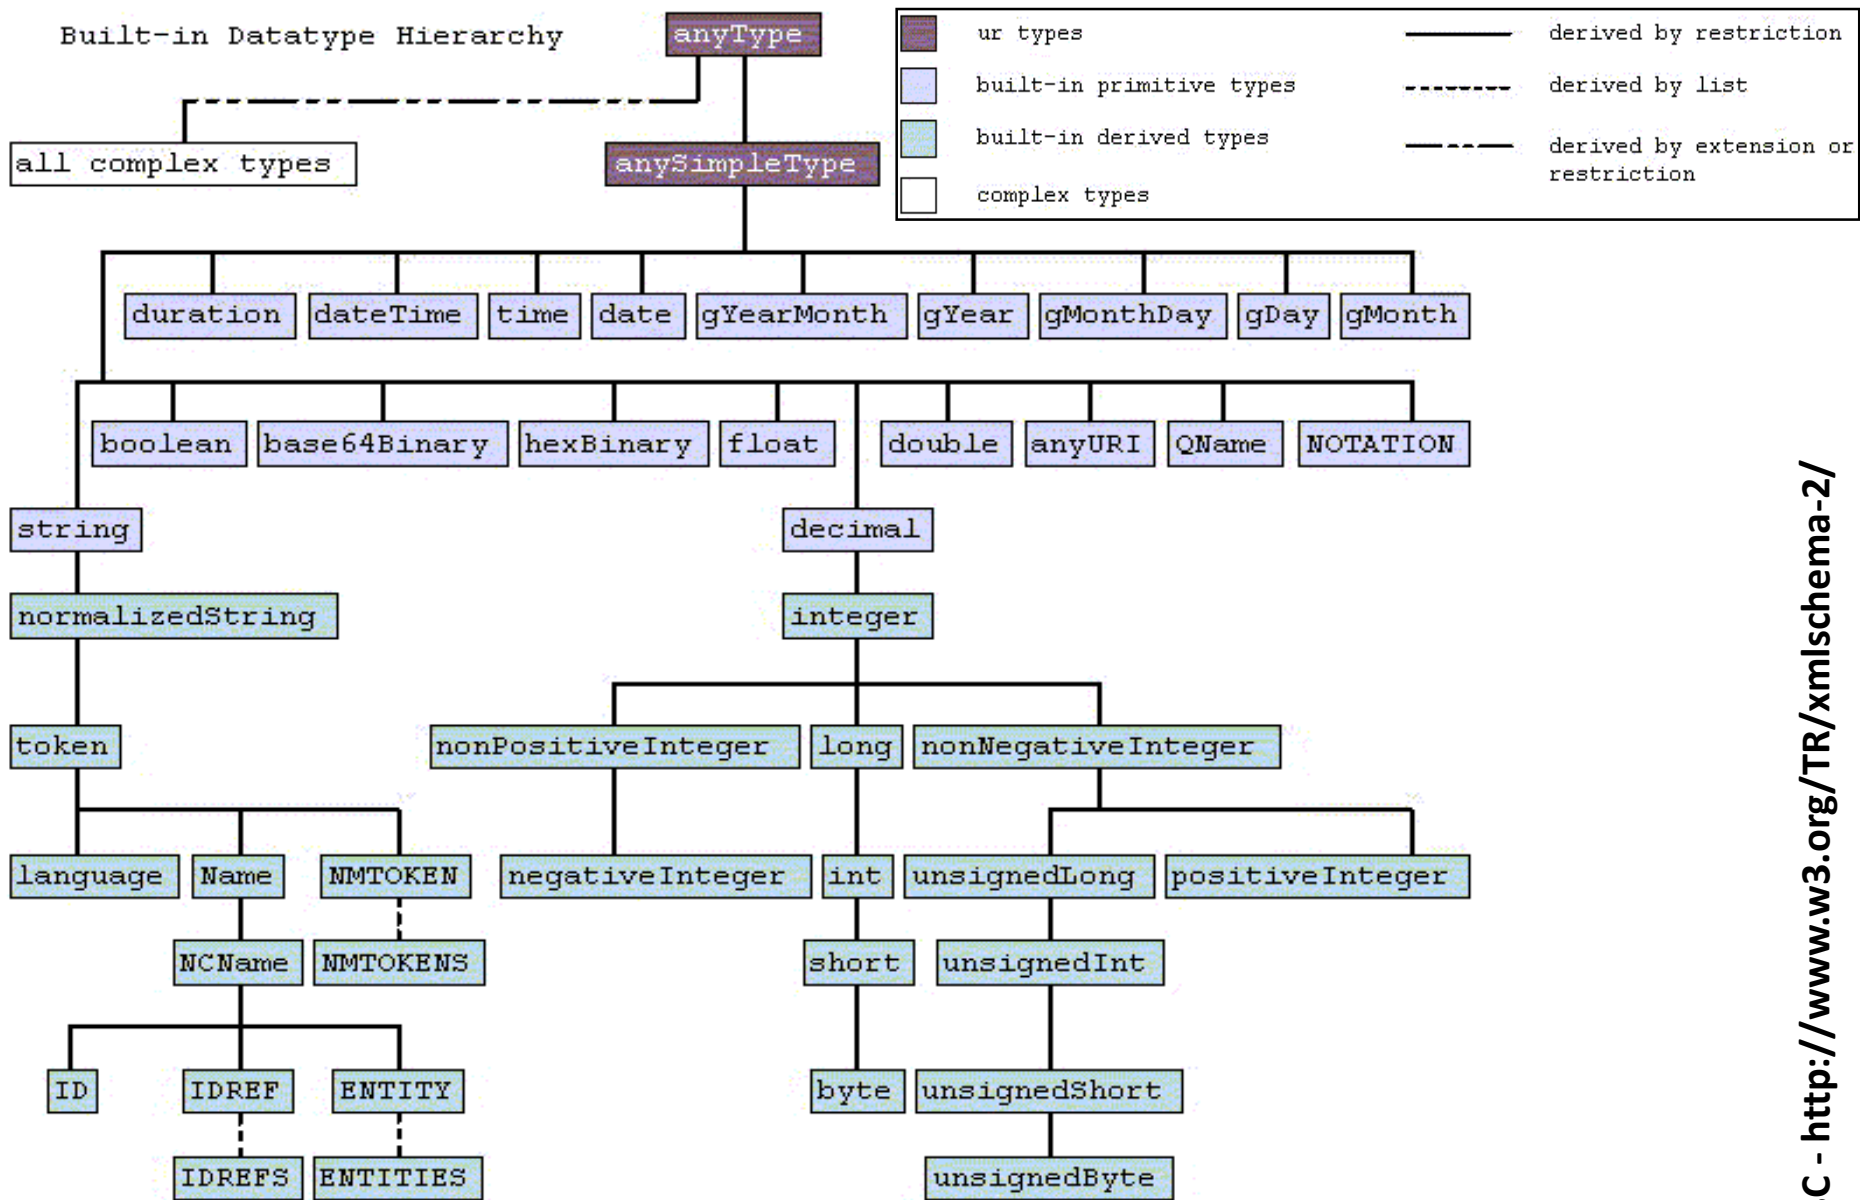 Built-in Datatype Hierarchy
anyType
ur types
derived by restriction
built-in primitive types
derived by list
built-in derived types
derived by extension or
restriction
complex types
all complex types
anySimpleType
duration dateTime time date gYearMonth gYear gMonthDay gDay gMonth
boolean base64Binary hexBinary float double anyURI QName NOTATION
string decimal
normalizedString integer
token nonPositiveInteger long nonNegativeInteger
language Name NMTOKEN negativeInteger int unsignedLong positiveInteger
NCName NMTOKENS short unsignedInt
ID IDREF ENTITY byte unsignedShort
IDREFS ENTITIES unsignedByte
C - http://www.w3.org/TR/xmlschema-2/